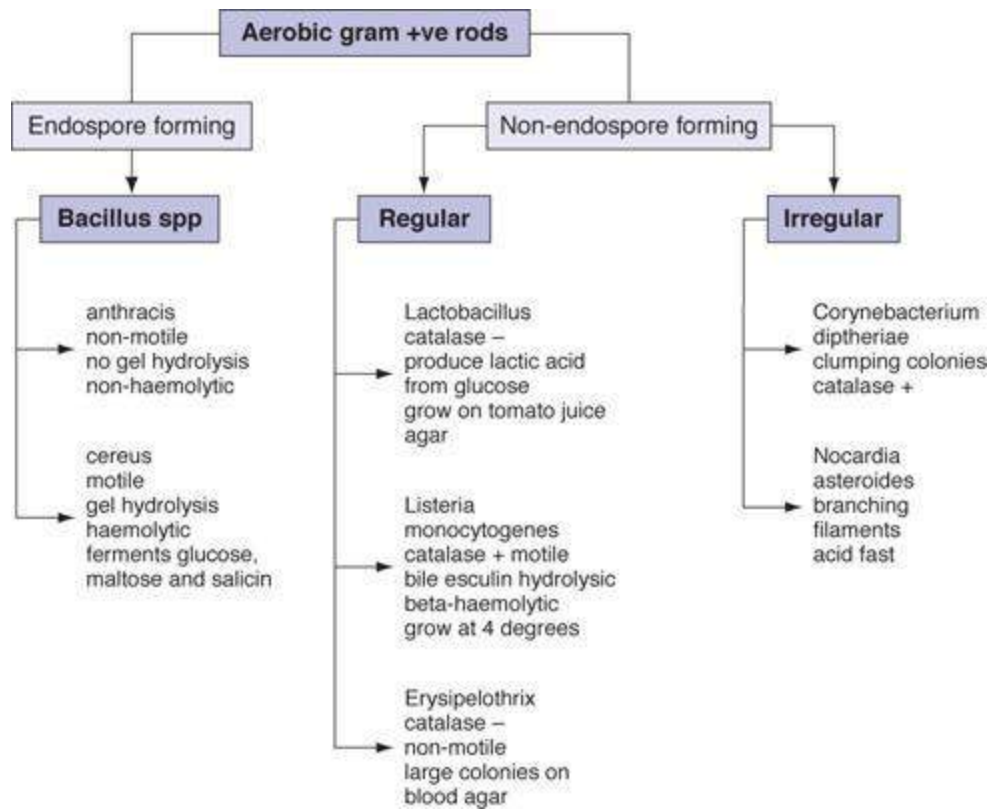 Aerobic gram +ve rods
Endospore forming
Non-endospore forming
Bacillus spp
Regular
Irregular
anthracis
non-motile
no gel hydrolysis
non-haemolytic
cereus
motile
gel hydrolysis
haemolytic
ferments glucose,
maltose and salicin
Lactobacillus
catalase –
produce lactic acid
from glucose
grow on tomato juice
agar
Listeria
monocytogenes
catalase + motile
bile esculin hydrolysic
beta-haemolytic
grow at 4 degrees
Erysipelothrix
catalase –
non-motile
large colonies on
blood agar
Corynebacterium
diptheriae
clumping colonies
catalase +
Nocardia
asteroides
branching
filaments
acid fast